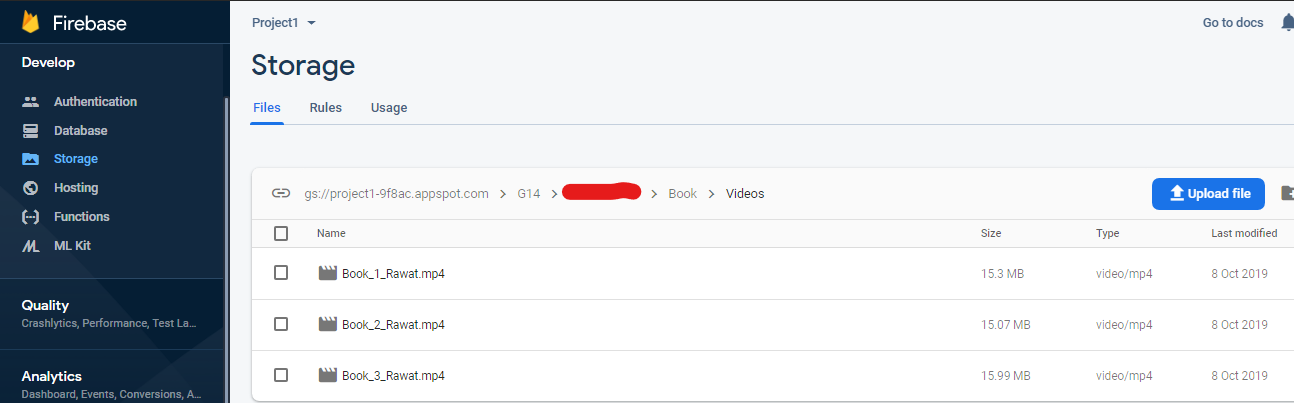 Firebase
Project1
Go to docs
Develop
Authentication
Database
Storage
Hosting
Functions
ML Kit
Quality
Crashlytics, Performance, Test La...
Analytics
Dashboard, Events, Conversions, A...
Storage
Files Rules Usage
gs://project1-9f8ac.appspot.com > G14 > > Book > Videos
Upload file
Name Size Type Last modified
Book_1_Rawat.mp4 15.3 MB video/mp4 8 Oct 2019
Book_2_Rawat.mp4 15.07 MB video/mp4 8 Oct 2019
Book_3_Rawat.mp4 15.99 MB video/mp4 8 Oct 2019